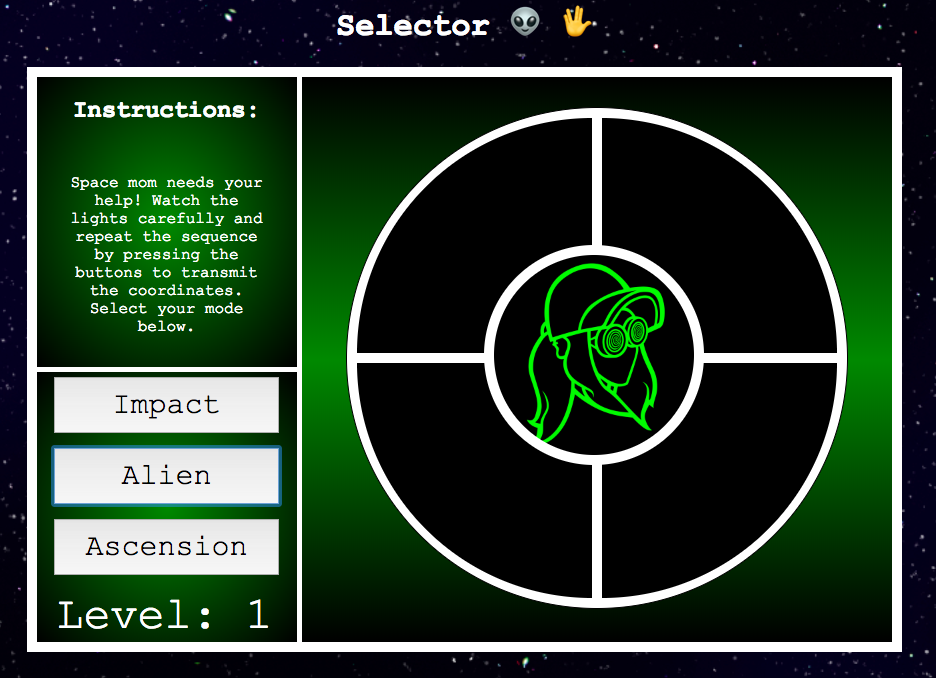 Selector 👽 🖖
Instructions:
Space mom needs your
help! Watch the
lights carefully and
repeat the sequence
by pressing the
buttons to transmit
the coordinates.
Select your mode
below.
Impact
Alien
Ascension
Level: 1